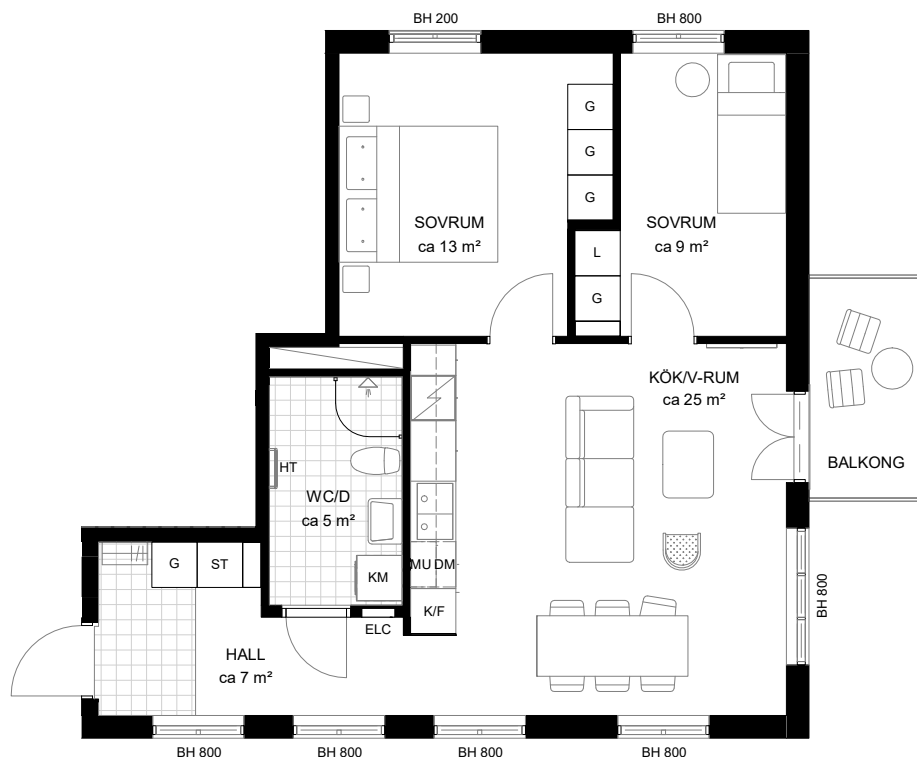 BH 200
BH 800
G
G
G
SOVRUM
ca 13 m²
SOVRUM
ca 9 m²
L
G
KÖK/V-RUM
ca 25 m²
BALKONG
HT
WC/D
ca 5 m²
G
ST
KM
MU DM
K/F
ELC
BH 800
HALL
ca 7 m²
BH 800
BH 800
BH 800
BH 800